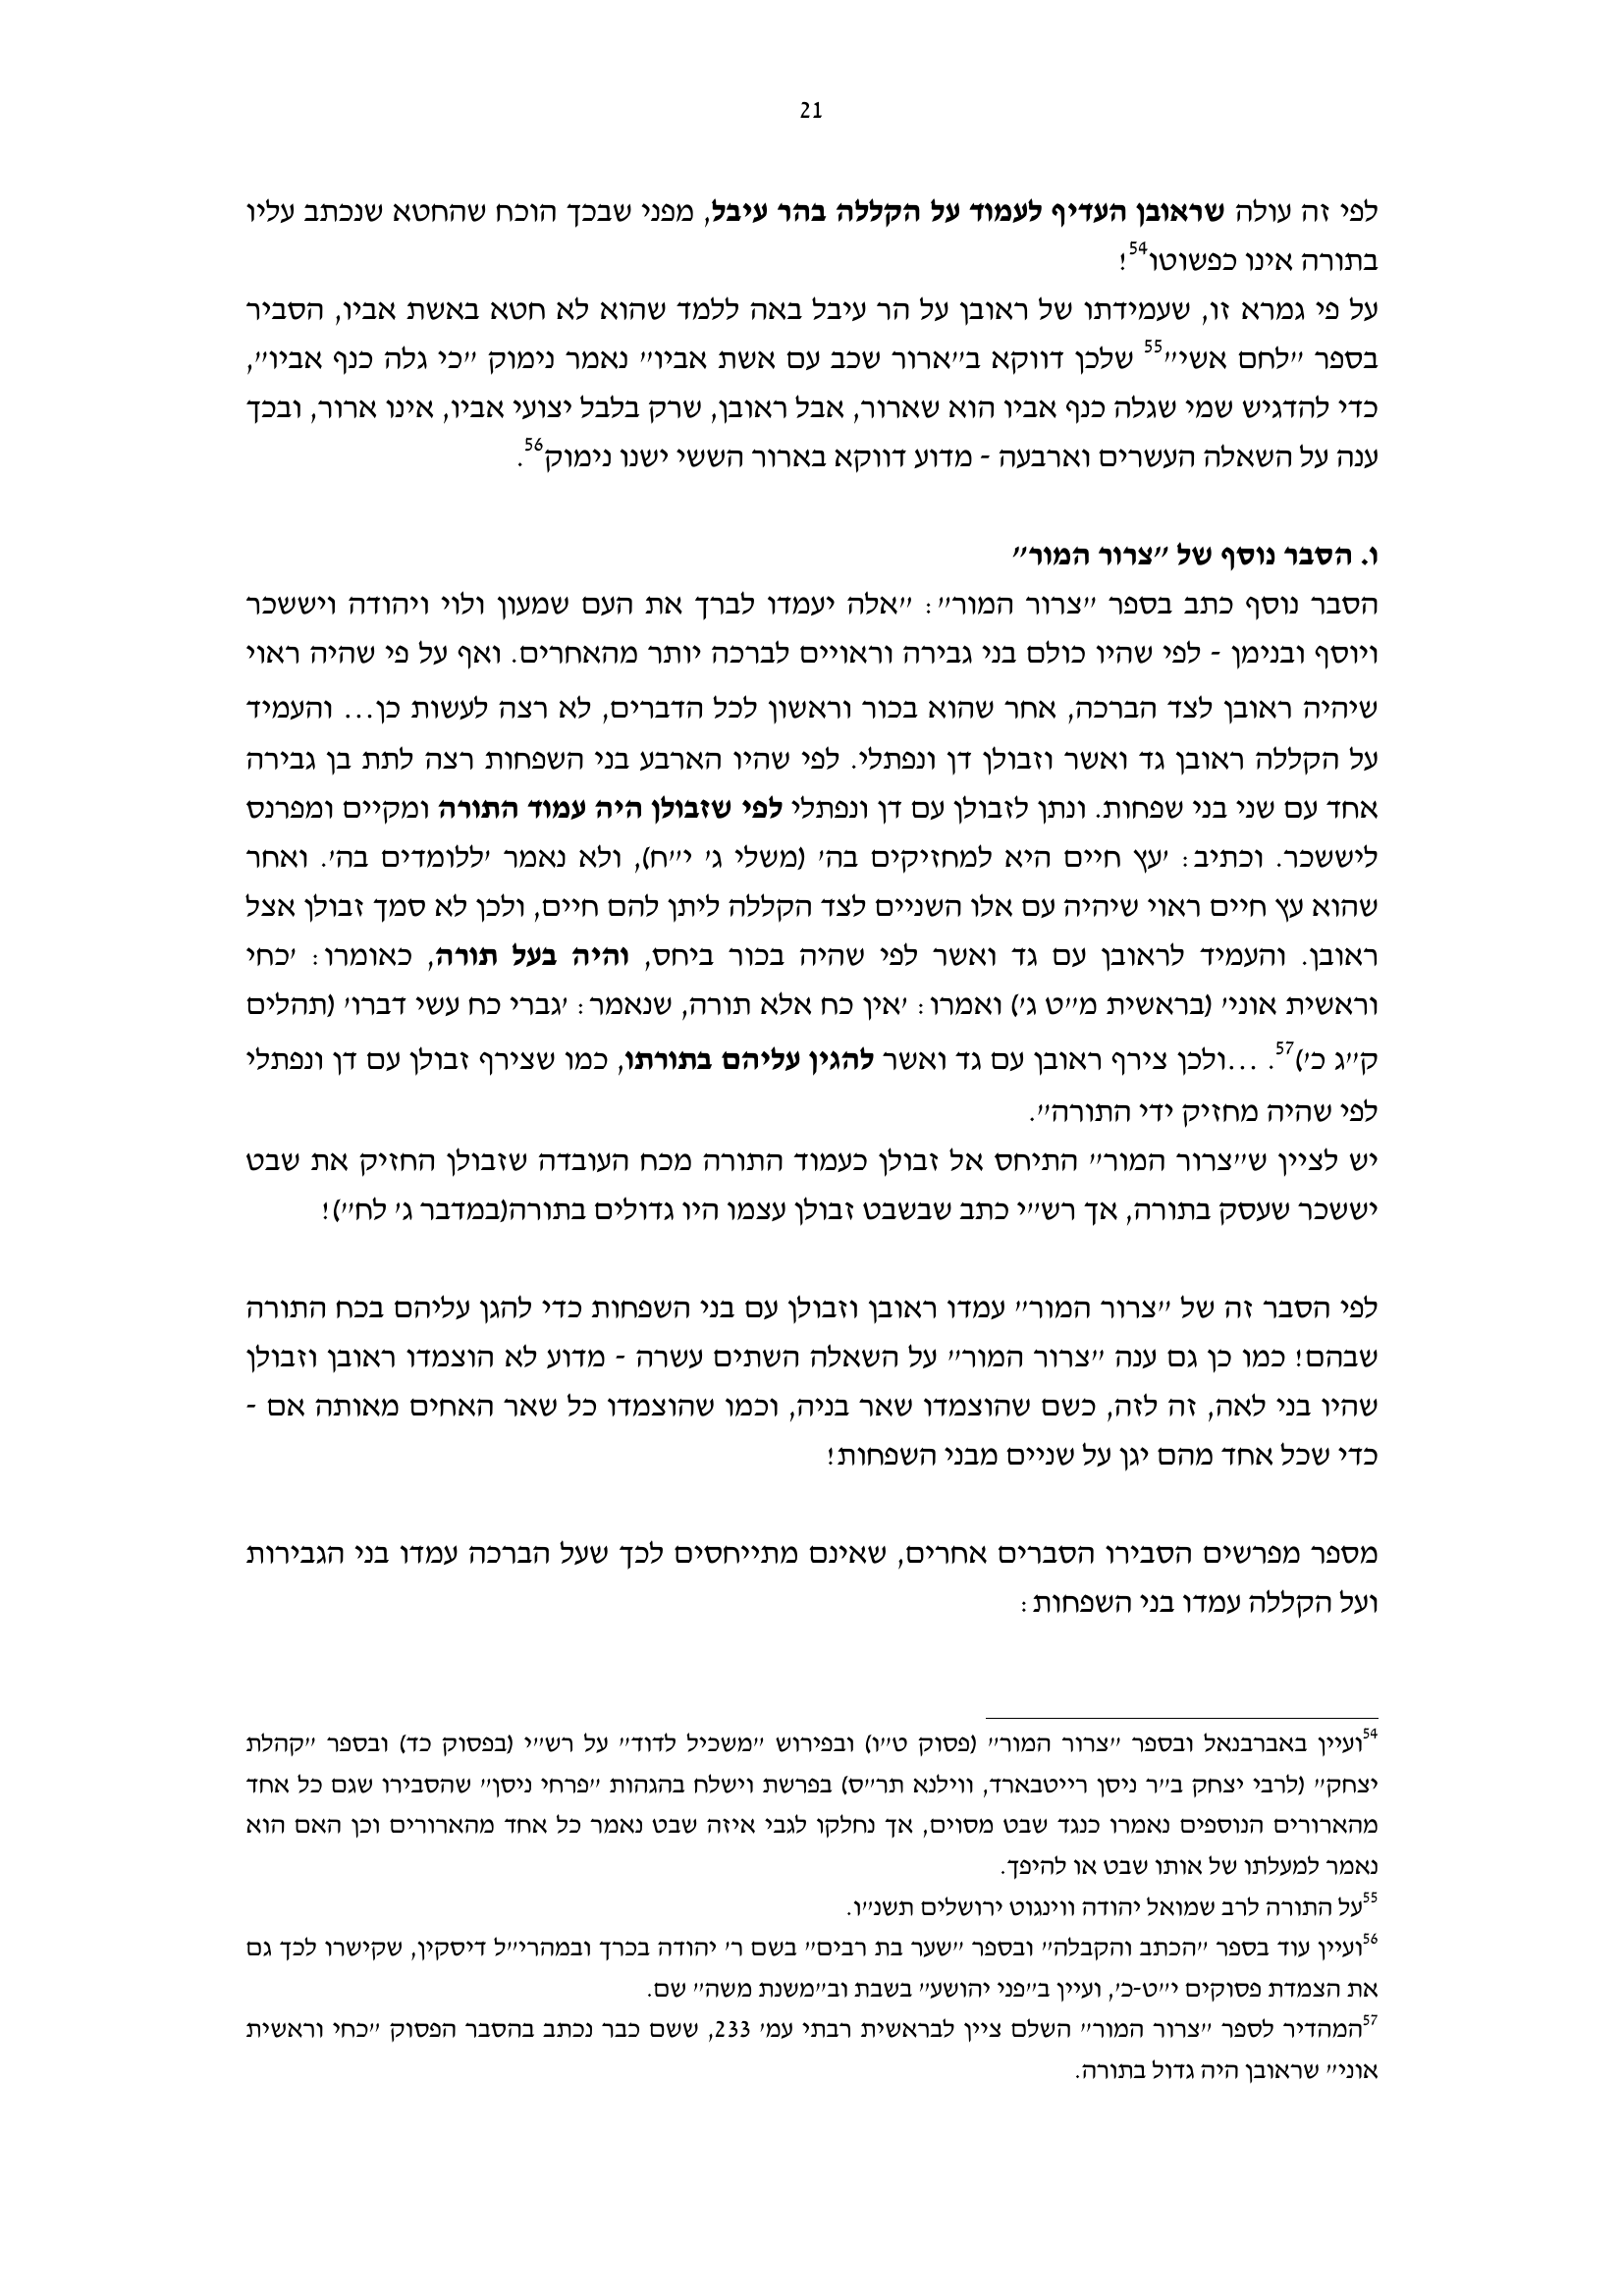 21
לפי זה עולה שראובן העדיף לעמוד על הקללה בהר עיבל, מפני שבכך הוכח שהחטא שנכתב עליו
בתורה אינו כפשוטו54!
על פי גמרא זו, שעמידתו של ראובן על הר עיבל באה ללמד שהוא לא חטא באשת אביו, הסביר
בספר ״לחם אשי״55 שלכן דווקא ב״ארור שכב עם אשת אביו״ נאמר נימוק ״כי גלה כנף אביו״,
כדי להדגיש שמי שגלה כנף אביו הוא שארור, אבל ראובן, שרק בלבל יצועי אביו, אינו ארור, ובכך
ענה על השאלה העשרים וארבעה - מדוע דווקא בארור הששי ישנו נימוק56.
ו. הסבר נוסף של ״צרור המור״
הסבר נוסף כתב בספר ״צרור המור״: ״אלה יעמדו לברך את העם שמעון ולוי ויהודה ויששכר
ויוסף ובנימן - לפי שהיו כולם בני גבירה וראויים לברכה יותר מהאחרים. ואף על פי שהיה ראוי
שיהיה ראובן לצד הברכה, אחר שהוא בכור וראשון לכל הדברים, לא רצה לעשות כן... והעמיד
על הקללה ראובן גד ואשר וזבולן דן ונפתלי. לפי שהיו הארבע בני השפחות רצה לתת בן גבירה
אחד עם שני בני שפחות. ונתן לזבולן עם דן ונפתלי לפי שזבולן היה עמוד התורה ומקיים ומפרנס
ליששכר. וכתיב: ׳עץ חיים היא למחזיקים בה׳ (משלי ג׳ י״ח), ולא נאמר ׳ללומדים בה׳. ואחר
שהוא עץ חיים ראוי שיהיה עם אלו השניים לצד הקללה ליתן להם חיים, ולכן לא סמך זבולן אצל
ראובן. והעמיד לראובן עם גד ואשר לפי שהיה בכור ביחס, והיה בעל תורה, כאומרו: ׳כחי
וראשית אוני׳ (בראשית מ״ט ג׳) ואמרו: ׳אין כח אלא תורה, שנאמר: ׳גברי כח עשי דברו׳ (תהלים
ק״ג כ׳)57. ...ולכן צירף ראובן עם גד ואשר להגין עליהם בתורתו, כמו שצירף זבולן עם דן ונפתלי
לפי שהיה מחזיק ידי התורה״.
יש לציין ש״צרור המור״ התיחס אל זבולן כעמוד התורה מכח העובדה שזבולן החזיק את שבט
יששכר שעסק בתורה, אך רש״י כתב שבשבט זבולן עצמו היו גדולים בתורה(במדבר ג׳ לח״)!
לפי הסבר זה של ״צרור המור״ עמדו ראובן וזבולן עם בני השפחות כדי להגן עליהם בכח התורה
שבהם! כמו כן גם ענה ״צרור המור״ על השאלה השתים עשרה - מדוע לא הוצמדו ראובן וזבולן
שהיו בני לאה, זה לזה, כשם שהוצמדו שאר בניה, וכמו שהוצמדו כל שאר האחים מאותה אם -
כדי שכל אחד מהם יגן על שניים מבני השפחות!
מספר מפרשים הסבירו הסברים אחרים, שאינם מתייחסים לכך שעל הברכה עמדו בני הגבירות
ועל הקללה עמדו בני השפחות:
54ועיין באברבנאל ובספר ״צרור המור״ (פסוק ט״ו) ובפירוש ״משכיל לדוד״ על רש״י (בפסוק כד) ובספר ״קהלת
יצחק״ (לרבי יצחק ב״ר ניסן רייטבארד, ווילנא תר״ס) בפרשת וישלח בהגהות ״פרחי ניסן״ שהסבירו שגם כל אחד
מהארורים הנוספים נאמרו כנגד שבט מסוים, אך נחלקו לגבי איזה שבט נאמר כל אחד מהארורים וכן האם הוא
נאמר למעלתו של אותו שבט או להיפך.
55על התורה לרב שמואל יהודה ווינגוט ירושלים תשנ״ו.
56ועיין עוד בספר ״הכתב והקבלה״ ובספר ״שער בת רבים״ בשם ר׳ יהודה בכרך ובמהרי״ל דיסקין, שקישרו לכך גם
את הצמדת פסוקים י״ט-כ׳, ועיין ב״פני יהושע״ בשבת וב״משנת משה״ שם.
57המהדיר לספר ״צרור המור״ השלם ציין לבראשית רבתי עמ׳ 233, ששם כבר נכתב בהסבר הפסוק ״כחי וראשית
אוני״ שראובן היה גדול בתורה.